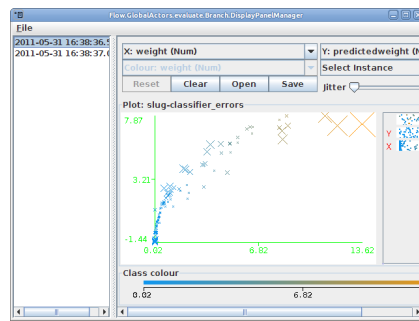 Flow.GlobalActors.evaluate.Branch.DisplayPanelManager
File
2011-05-31 16:38:36.
2011-05-31 16:38:37.
X: weight (Num)
Y: predictedweight (N
Colour: weight (Num)
Select Instance
Reset
Clear
Open
Save
Jitter
Plot: slug-classifier_errors
7.87
3.21
-1.44
0.02
6.82
13.62
Y
X
Class colour
0.02
6.82